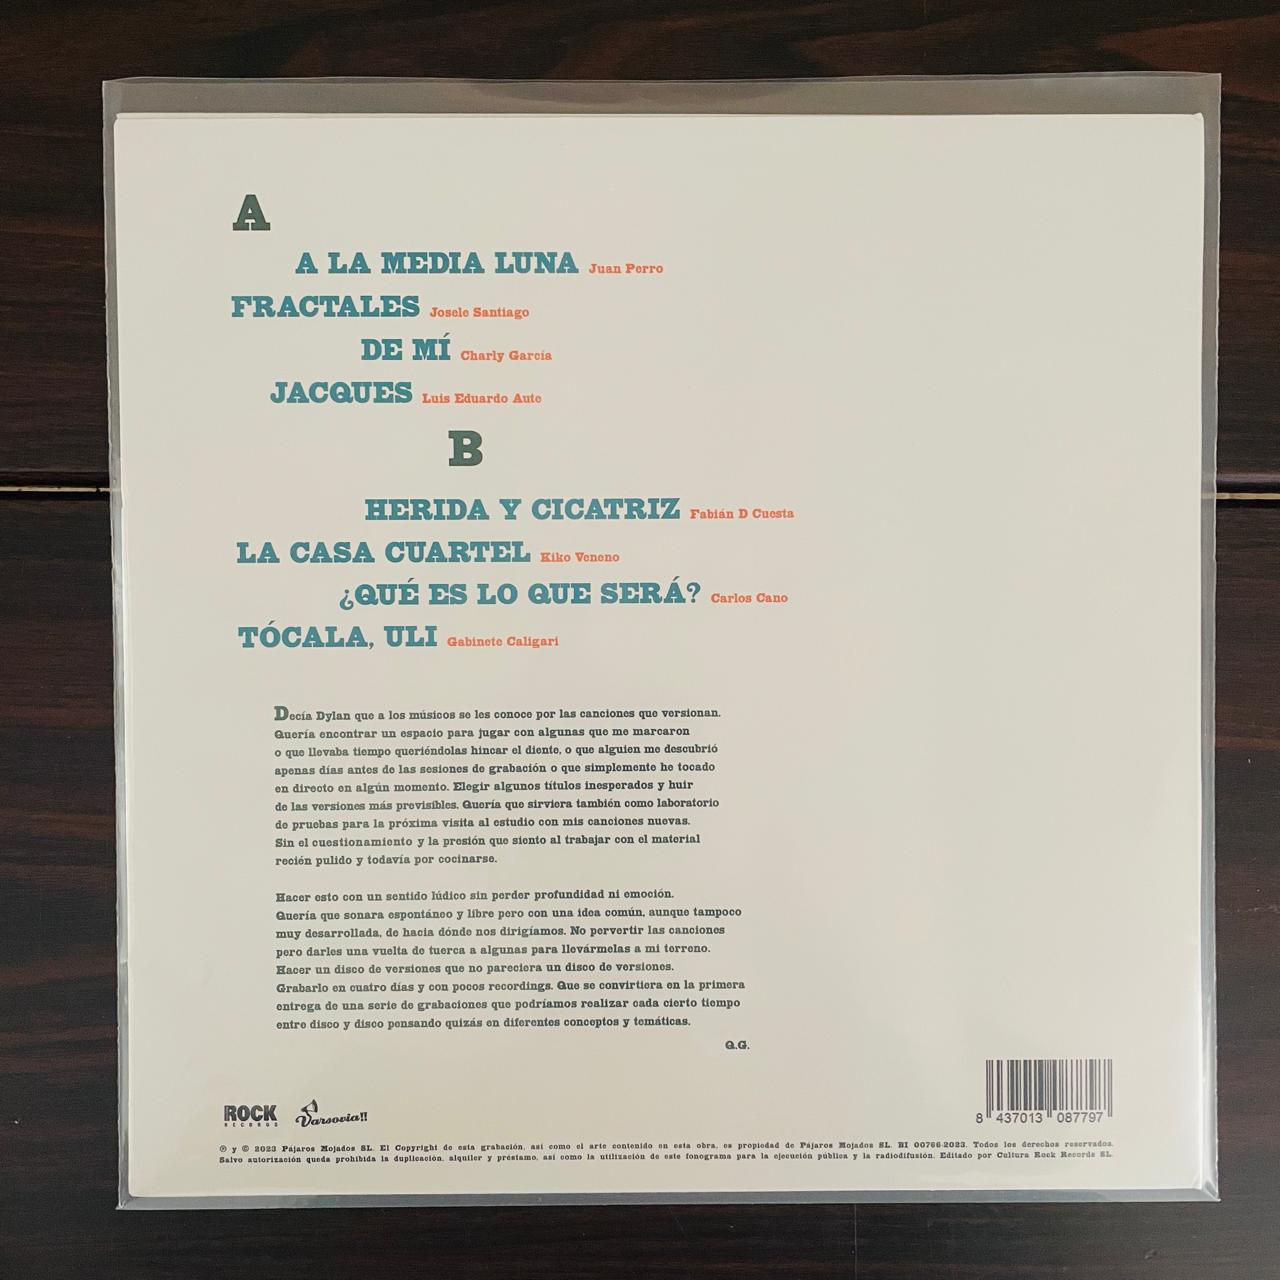 A
A LA MEDIA LUNA Juan Perro
FRACTALES Josele Santiago
DE MÍ Charly García
JACQUES Luis Eduardo Aute
B
HERIDA Y CICATRIZ Fabián D Cuesta
LA CASA CUARTEL Kiko Veneno
¿QUÉ ES LO QUE SERÁ? Carlos Cano
TÓCALA, ULI Gabinete Caligari
Decía Dylan que a los músicos se les conoce por las canciones que versionan.
Quería encontrar un espacio para jugar con algunas que me marcaron
o que llevaba tiempo queriéndolas hincar el diente, o que alguien me descubrió
apenas días antes de las sesiones de grabación o que simplemente he tocado
en directo en algún momento. Elegir algunos títulos inesperados y huir
de las versiones más previsibles. Quería que sirviera también como laboratorio
de pruebas para la próxima visita al estudio con mis canciones nuevas.
Sin el cuestionamiento y la presión que siento al trabajar con el material
recién pulido y todavía por cocinarse.
Hacer esto con un sentido lúdico sin perder profundidad ni emoción.
Quería que sonara espontáneo y libre pero con una idea común, aunque tampoco
muy desarrollada, de hacia dónde nos dirigíamos. No pervertir las canciones
pero darles una vuelta de tuerca a algunas para llevármelas a mi terreno.
Hacer un disco de versiones que no pareciera un disco de versiones.
Grabarlo en cuatro días y con pocos recordings. Que se convirtiera en la primera
entrega de una serie de grabaciones que podríamos realizar cada cierto tiempo
entre disco y disco pensando quizás en diferentes conceptos y temáticas.
Q.G.
ROCK
RECORDS
Varsovia!!
8 437013 087797
℗ y © 2023 Pájaros Mojados SL. El Copyright de esta grabación, así como el arte contenido en esta obra, es propiedad de Pájaros Mojados SL. BI 00766-2023. Todos los derechos reservados.
Salvo autorización queda prohibida la duplicación, alquiler y préstamo, así como la utilización de este fonograma para la ejecución pública y la radiodifusión. Editado por Cultura Rock Records SL.